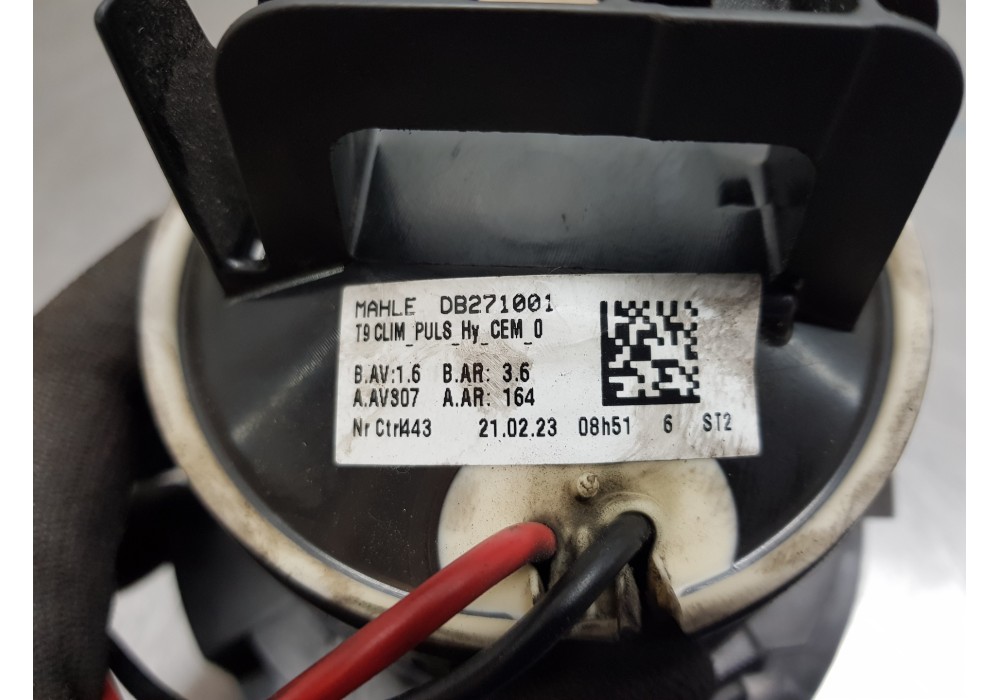 MAHLE DB271001
T9 CLIM_PULS_Hy_CEM_0
B.AV:1.6 B.AR: 3.6
A.AV307 A.AR: 164
Nr Ctrl443 21.02.23 08h51 6 ST2